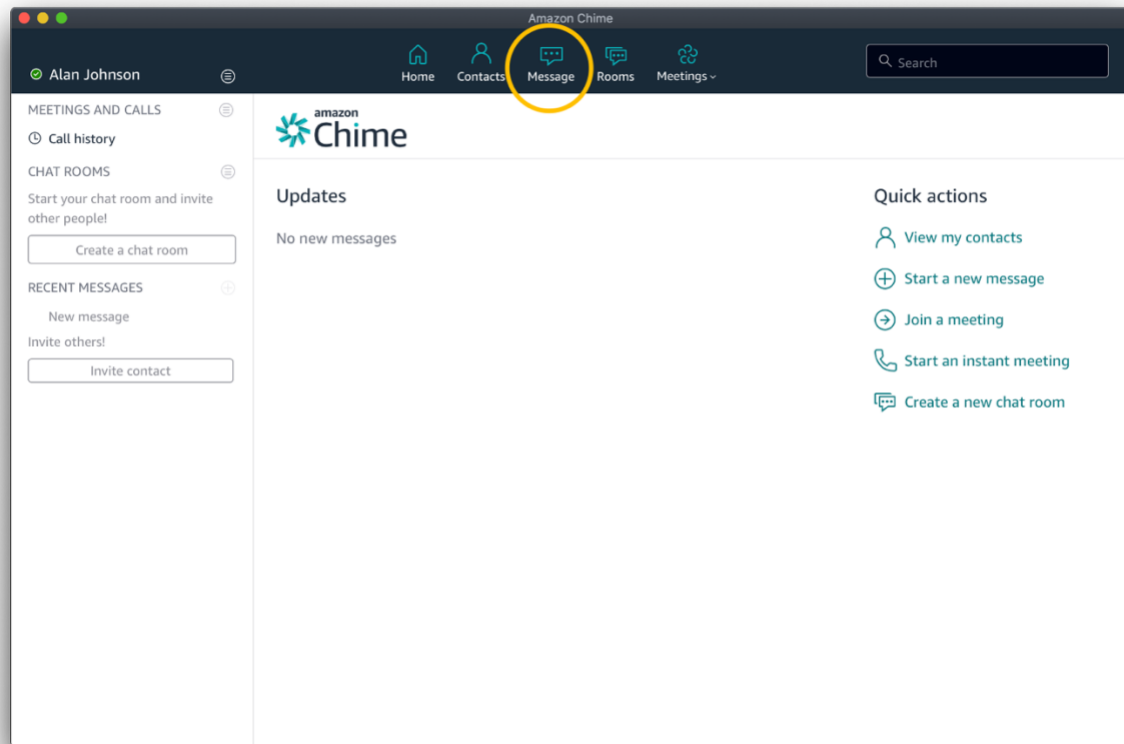 Amazon Chime
Alan Johnson
Home
Contacts
Message
Rooms
Meetings
Search
MEETINGS AND CALLS
Call history
CHAT ROOMS
Start your chat room and invite
other people!
Create a chat room
RECENT MESSAGES
New message
Invite others!
Invite contact
amazon
Chime
Updates
No new messages
Quick actions
View my contacts
Start a new message
Join a meeting
Start an instant meeting
Create a new chat room